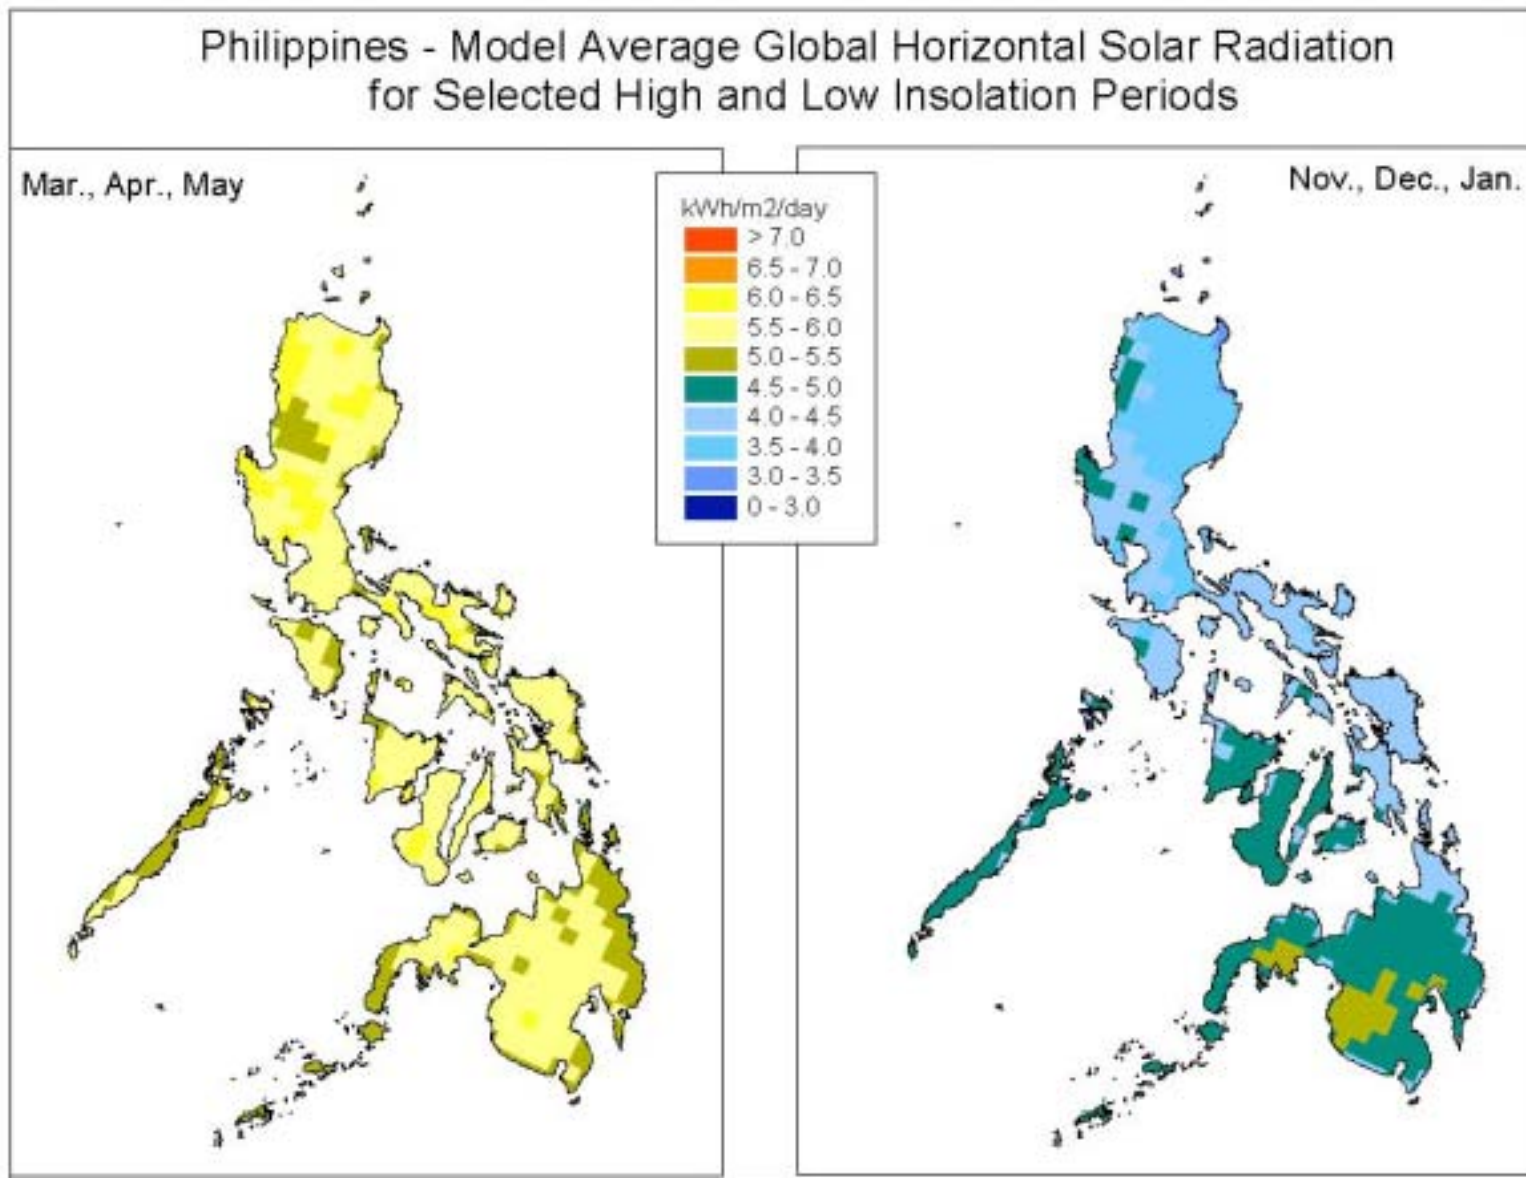 Philippines - Model Average Global Horizontal Solar Radiation
for Selected High and Low Insolation Periods
Mar., Apr., May
kWh/m2/day
> 7.0
6.5 - 7.0
6.0 - 6.5
5.5 - 6.0
5.0 - 5.5
4.5 - 5.0
4.0 - 4.5
3.5 - 4.0
3.0 - 3.5
0 - 3.0
Nov., Dec., Jan.